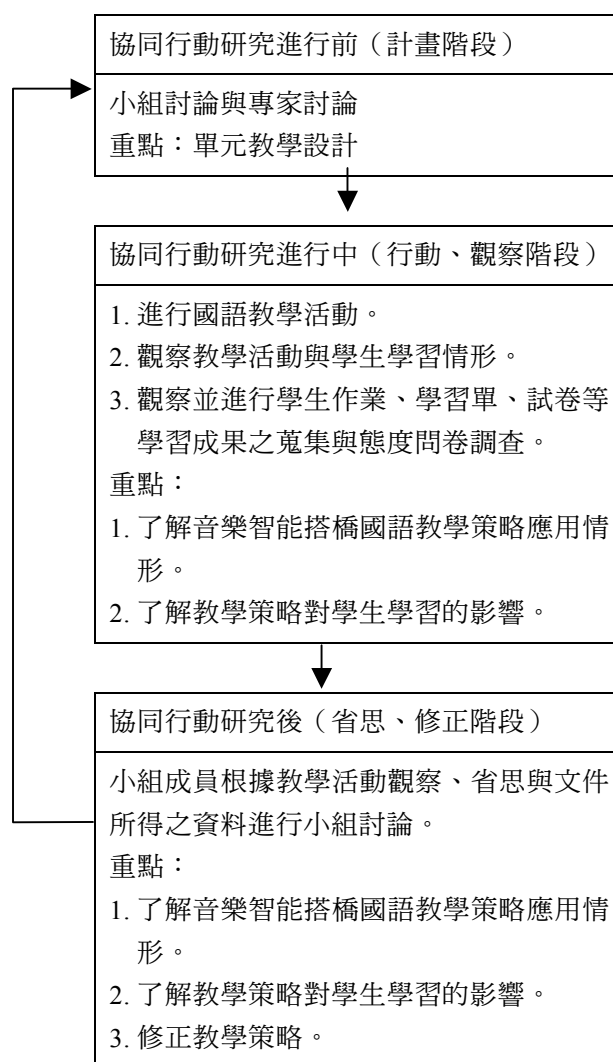 協同行動研究進行前（計畫階段）
小組討論與專家討論
重點：單元教學設計
協同行動研究進行中（行動、觀察階段）
1. 進行國語教學活動。
2. 觀察教學活動與學生學習情形。
3. 觀察並進行學生作業、學習單、試卷等
學習成果之蒐集與態度問卷調查。
重點：
1. 了解音樂智能搭橋國語教學策略應用情
形。
2. 了解教學策略對學生學習的影響。
協同行動研究後（省思、修正階段）
小組成員根據教學活動觀察、省思與文件
所得之資料進行小組討論。
重點：
1. 了解音樂智能搭橋國語教學策略應用情
形。
2. 了解教學策略對學生學習的影響。
3. 修正教學策略。